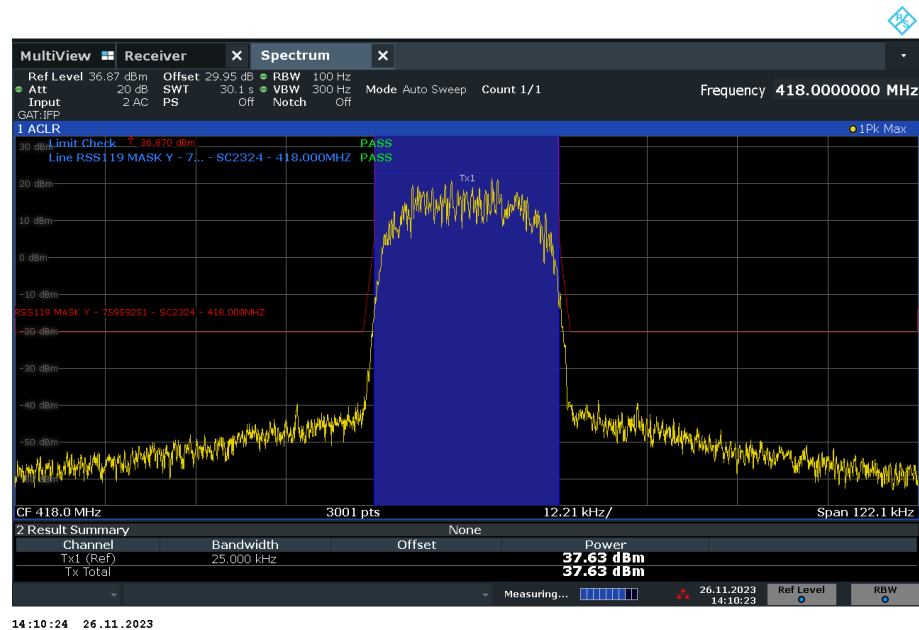 R&S
MultiView Receiver X Spectrum X
Ref Level 36.87 dBm Offset 29.95 dB RBW 100 Hz
Att 20 dB SWT 30.1 s VBW 300 Hz Mode Auto Sweep Count 1/1 Frequency 418.0000000 MHz
Input 2 AC PS Off Notch Off
GAT:IFP
1 ACLR 1Pk Max
30 dBm Limit Check 36.870 dBm PASS
Line RSS119 MASK Y - 7... - SC2324 - 418.000MHZ PASS
Tx1
20 dBm
10 dBm
0 dBm
-10 dBm
RSS119 MASK Y - 75959251 - SC2324 - 418.000MHZ
-20 dBm
-30 dBm
-40 dBm
-50 dBm
CF 418.0 MHz 3001 pts 12.21 kHz/ Span 122.1 kHz
2 Result Summary None
Channel Bandwidth Offset Power
Tx1 (Ref) 25.000 kHz 37.63 dBm
Tx Total 37.63 dBm
Measuring... 26.11.2023 Ref Level RBW
14:10:23
14:10:24 26.11.2023